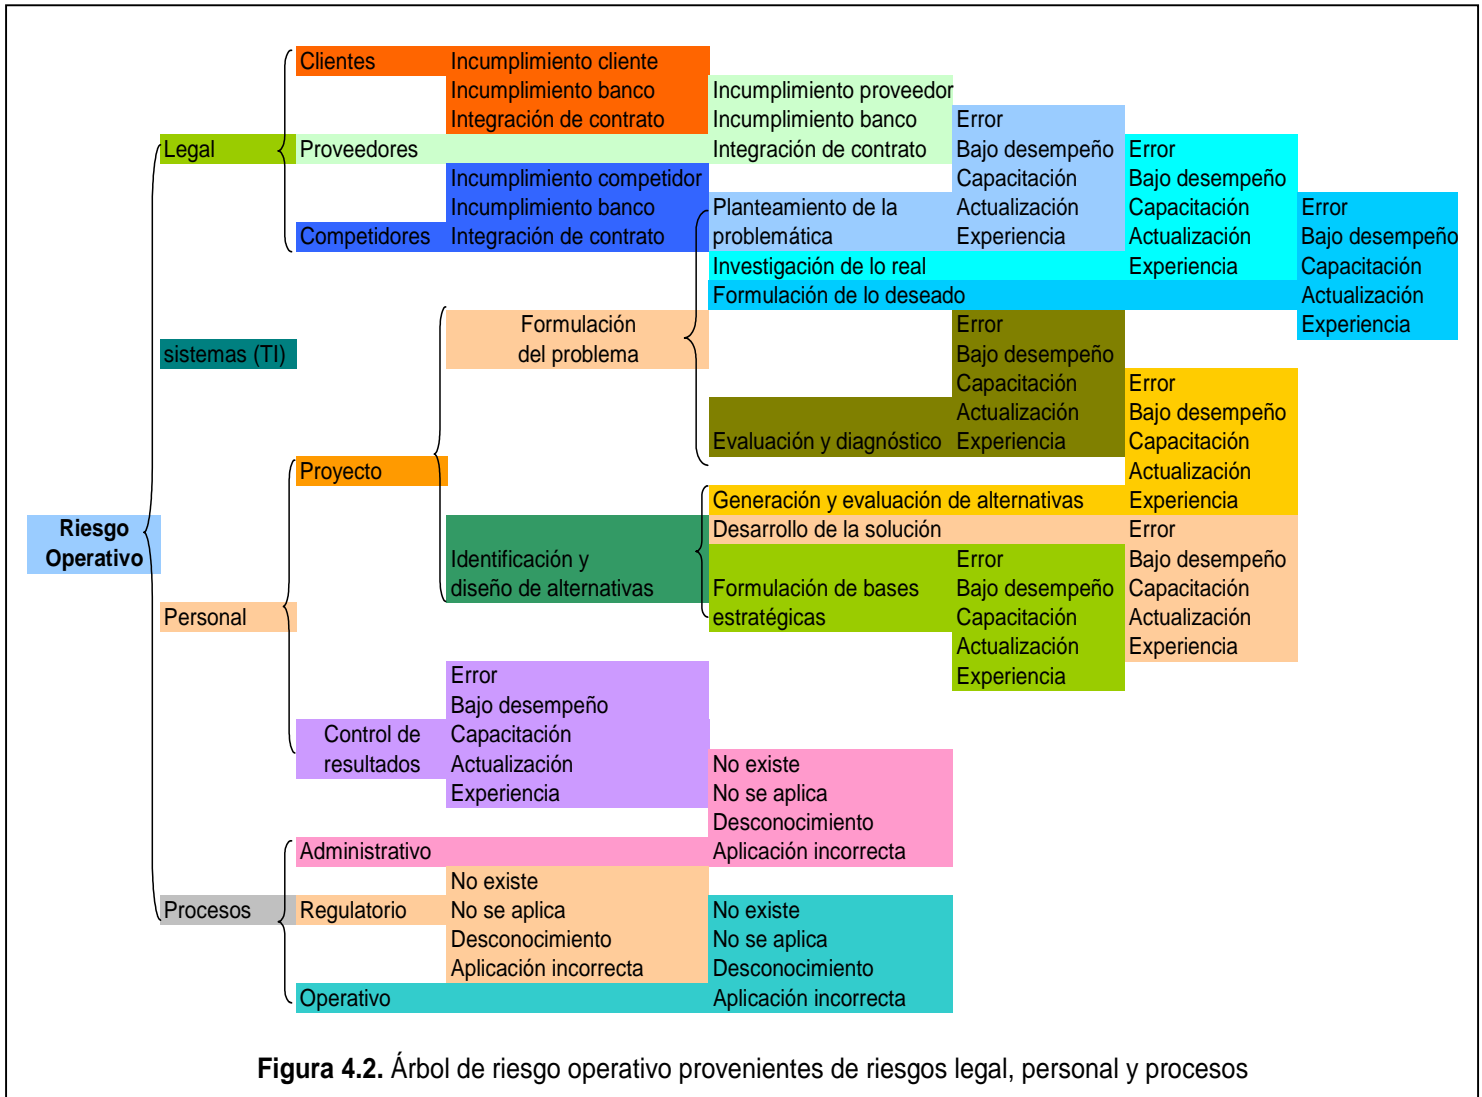 Clientes
Incumplimiento cliente
Incumplimiento banco
Integración de contrato
Legal
Proveedores
Incumplimiento proveedor
Incumplimiento banco
Integración de contrato
Competidores
Incumplimiento competidor
Incumplimiento banco
Integración de contrato
sistemas (TI)
Riesgo
Operativo
Personal
Proyecto
Formulación
del problema
Planteamiento de la
problemática
Error
Bajo desempeño
Capacitación
Actualización
Experiencia
Investigación de lo real
Error
Bajo desempeño
Capacitación
Actualización
Experiencia
Formulación de lo deseado
Error
Bajo desempeño
Capacitación
Actualización
Experiencia
Evaluación y diagnóstico
Error
Bajo desempeño
Capacitación
Actualización
Experiencia
Identificación y
diseño de alternativas
Generación y evaluación de alternativas
Error
Bajo desempeño
Capacitación
Actualización
Experiencia
Desarrollo de la solución
Error
Bajo desempeño
Capacitación
Actualización
Experiencia
Formulación de bases
estratégicas
Error
Bajo desempeño
Capacitación
Actualización
Experiencia
Control de
resultados
Error
Bajo desempeño
Capacitación
Actualización
Experiencia
Procesos
Administrativo
No existe
No se aplica
Desconocimiento
Aplicación incorrecta
Regulatorio
No existe
No se aplica
Desconocimiento
Aplicación incorrecta
Operativo
No existe
No se aplica
Desconocimiento
Aplicación incorrecta
Figura 4.2. Árbol de riesgo operativo provenientes de riesgos legal, personal y procesos